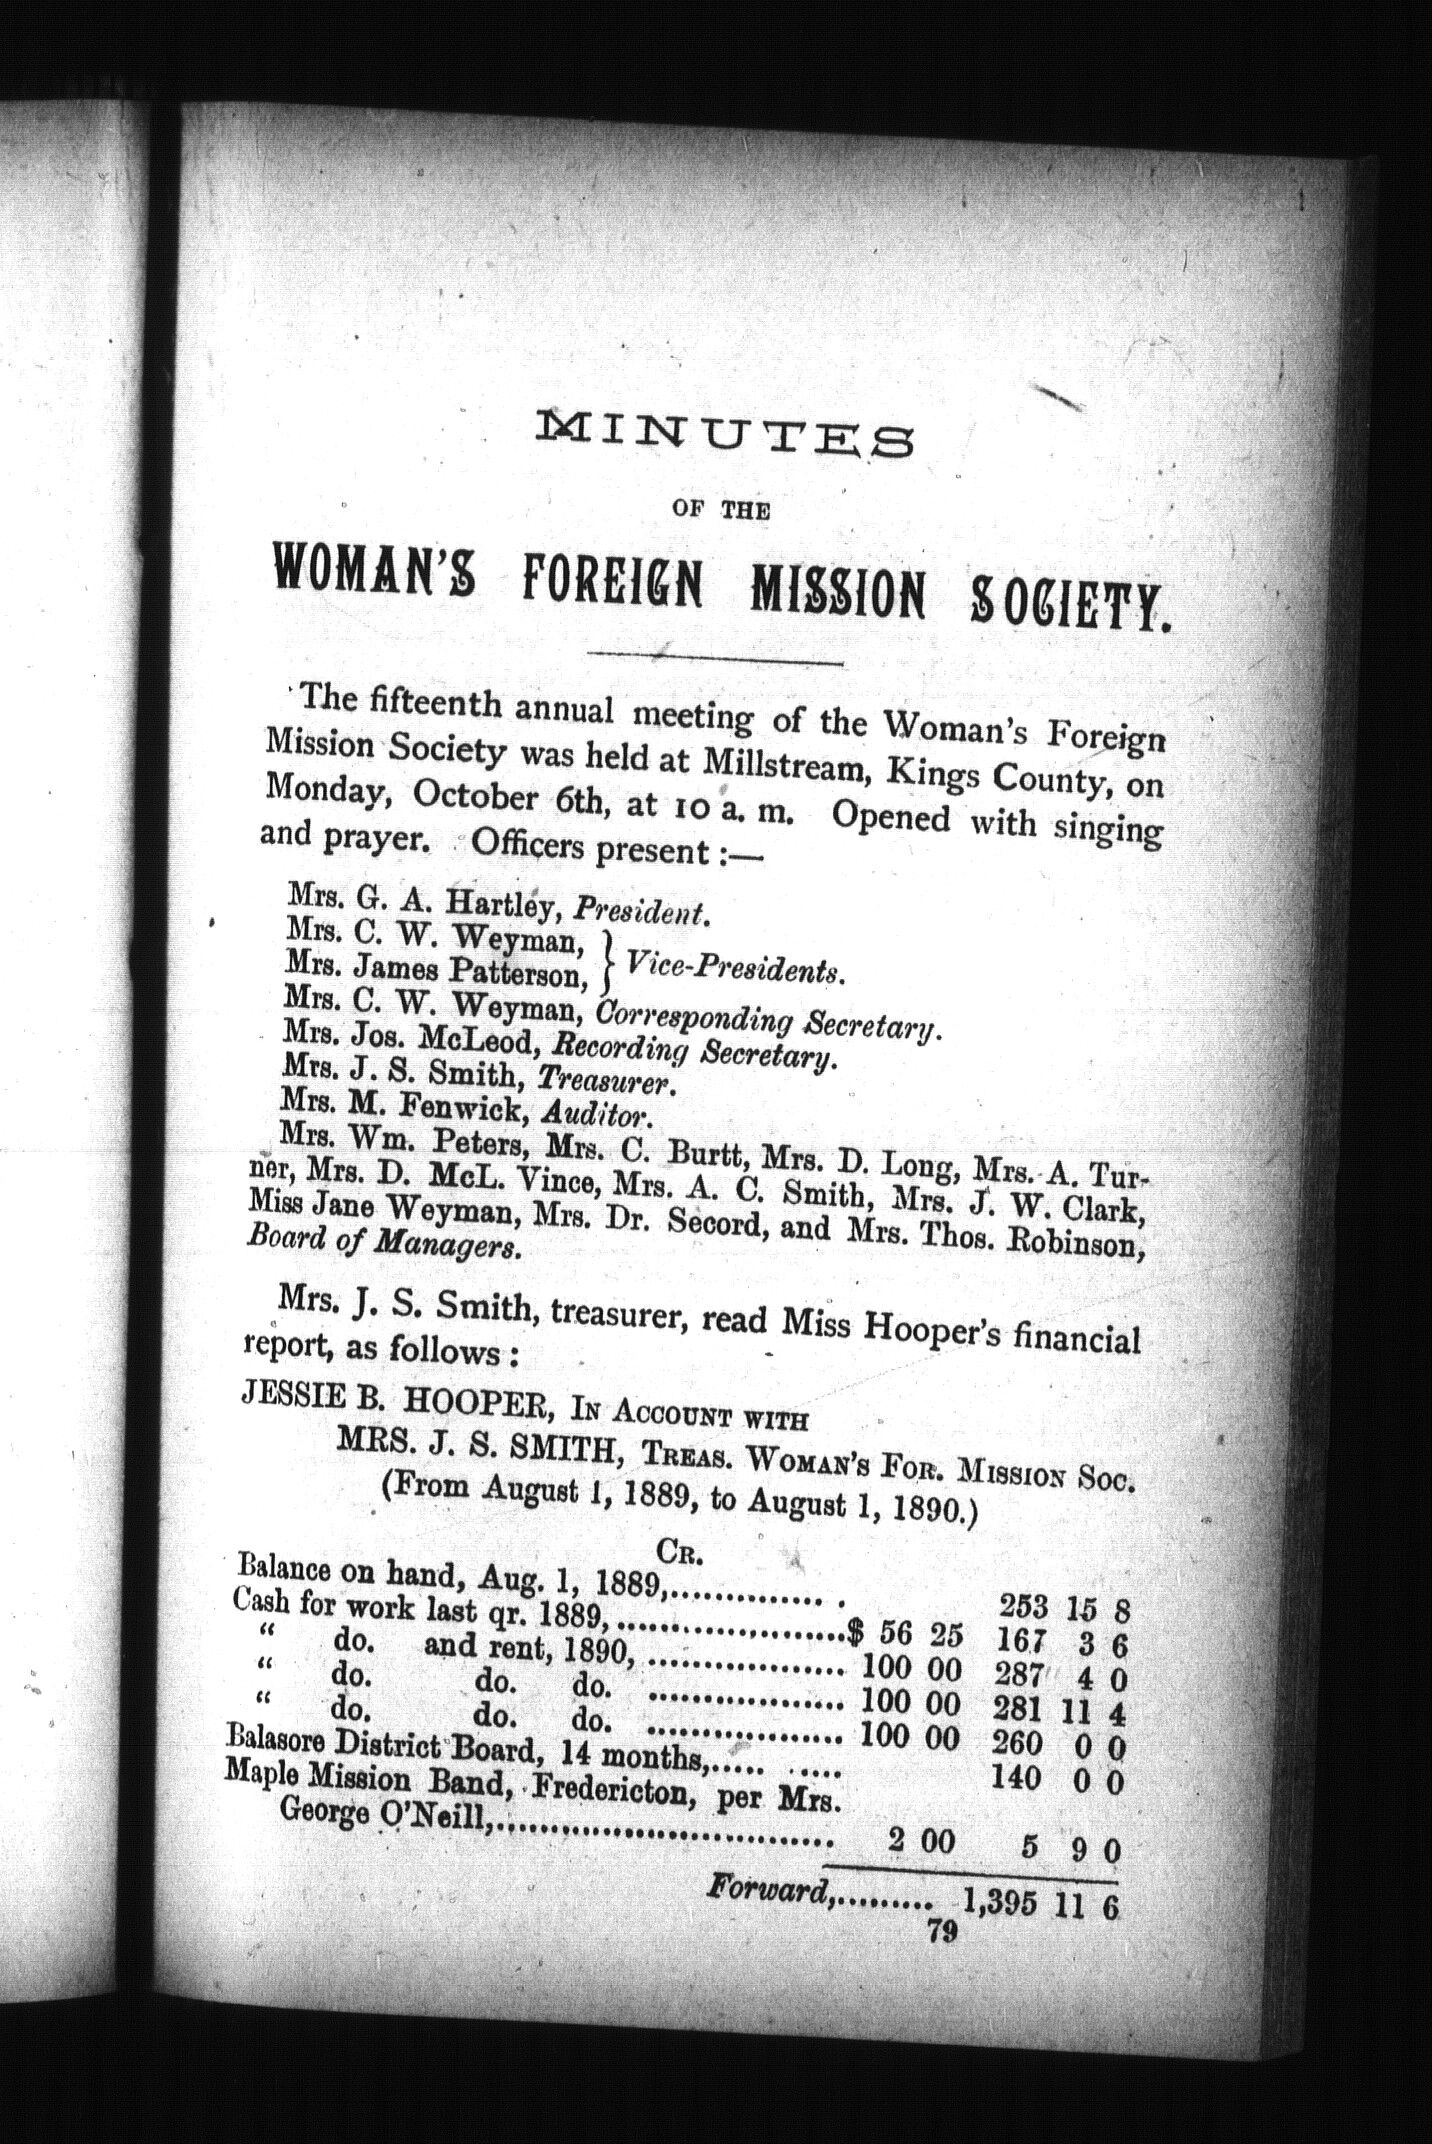 MINUTES
OF THE
WOMAN'S FOREIGN MISSION SOCIETY.
The fifteenth annual meeting of the Woman's Foreign
Mission Society was held at Millstream, Kings County, on
Monday, October 6th, at 10 a. m. Opened with singing
and prayer. Officers present :—
Mrs. G. A. Hartley, President.
Mrs. C. W. Weyman,
Mrs. James Patterson, } Vice-Presidents.
Mrs. C. W. Weyman, Corresponding Secretary.
Mrs. Jos. McLeod, Recording Secretary.
Mrs. J. S. Smith, Treasurer.
Mrs. M. Fenwick, Auditor.
Mrs. Wm. Peters, Mrs. C. Burtt, Mrs. D. Long, Mrs. A. Tur-
ner, Mrs. D. McL. Vince, Mrs. A. C. Smith, Mrs. J. W. Clark,
Miss Jane Weyman, Mrs. Dr. Secord, and Mrs. Thos. Robinson,
Board of Managers.
Mrs. J. S. Smith, treasurer, read Miss Hooper's financial
report, as follows :
JESSIE B. HOOPER, IN ACCOUNT WITH
MRS. J. S. SMITH, TREAS. WOMAN'S FOR. MISSION SOC.
(From August 1, 1889, to August 1, 1890.)
CR.
Balance on hand, Aug. 1, 1889,.............. . 253 15 8
Cash for work last qr. 1889,.....................$ 56 25 167 3 6
“ do. and rent, 1890, .................. 100 00 287 4 0
“ do. do. do. .................. 100 00 281 11 4
“ do. do. do. .................. 100 00 260 0 0
Balasore District Board, 14 months,..... ..... 140 0 0
Maple Mission Band, Fredericton, per Mrs.
George O'Neill,............................... 2 00 5 9 0
Forward,......... 1,395 11 6
79